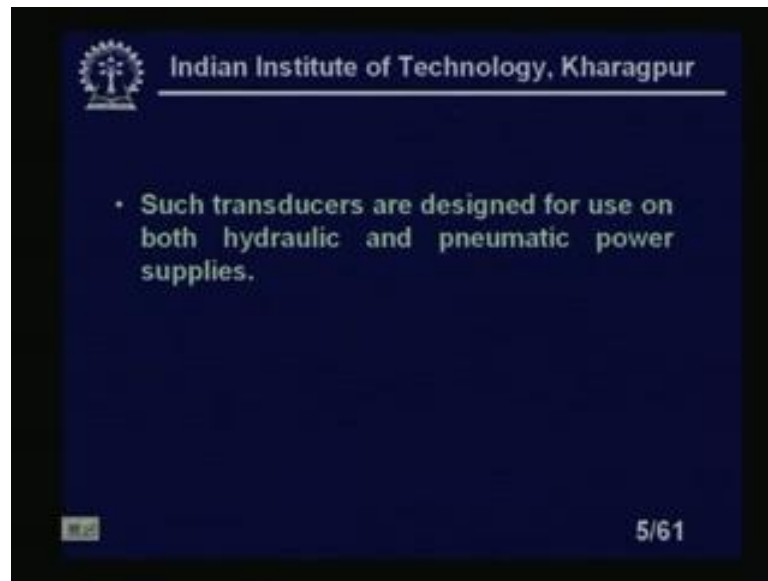 Indian Institute of Technology, Kharagpur
• Such transducers are designed for use on
both hydraulic and pneumatic power
supplies.
5/61